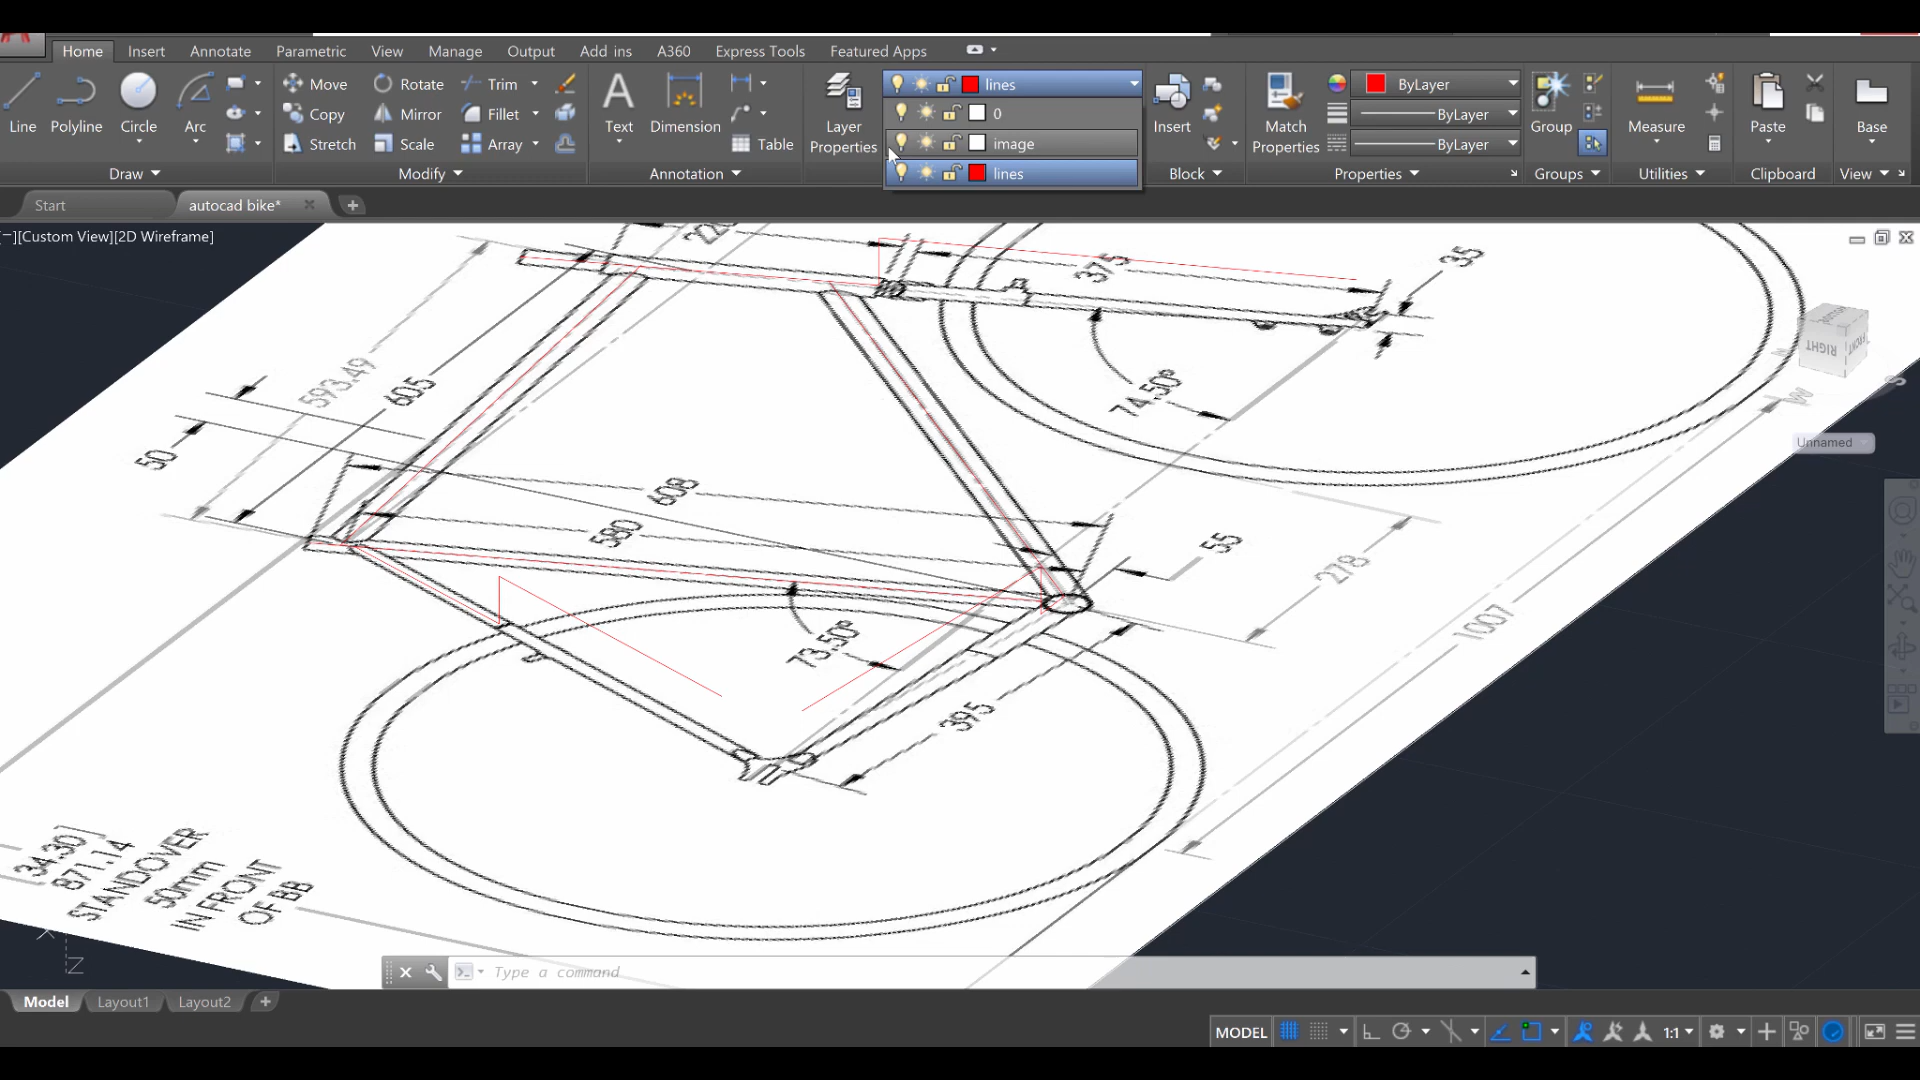 Home Insert Annotate Parametric View Manage Output Add ins A360 Express Tools Featured Apps
Line Polyline Circle Arc
Move Rotate Trim
Copy Mirror Fillet
Stretch Scale Array
Text Dimension Table
Layer Properties
lines
0
image
lines
Insert
Match Properties
ByLayer
ByLayer
ByLayer
Group
Measure
Paste
Base
Draw Modify Annotation Block Properties Groups Utilities Clipboard View
Start autocad bike*
[Custom View][2D Wireframe]
375
35
593.49
605
74.50°
50
608
580
55
278
1007
73.50°
395
RIGHT
FRONT
S
W
Unnamed
34.30
871.14
STANDOVER
50mm
IN FRONT
OF BB
Z
Type a command
Model Layout1 Layout2
MODEL 1:1